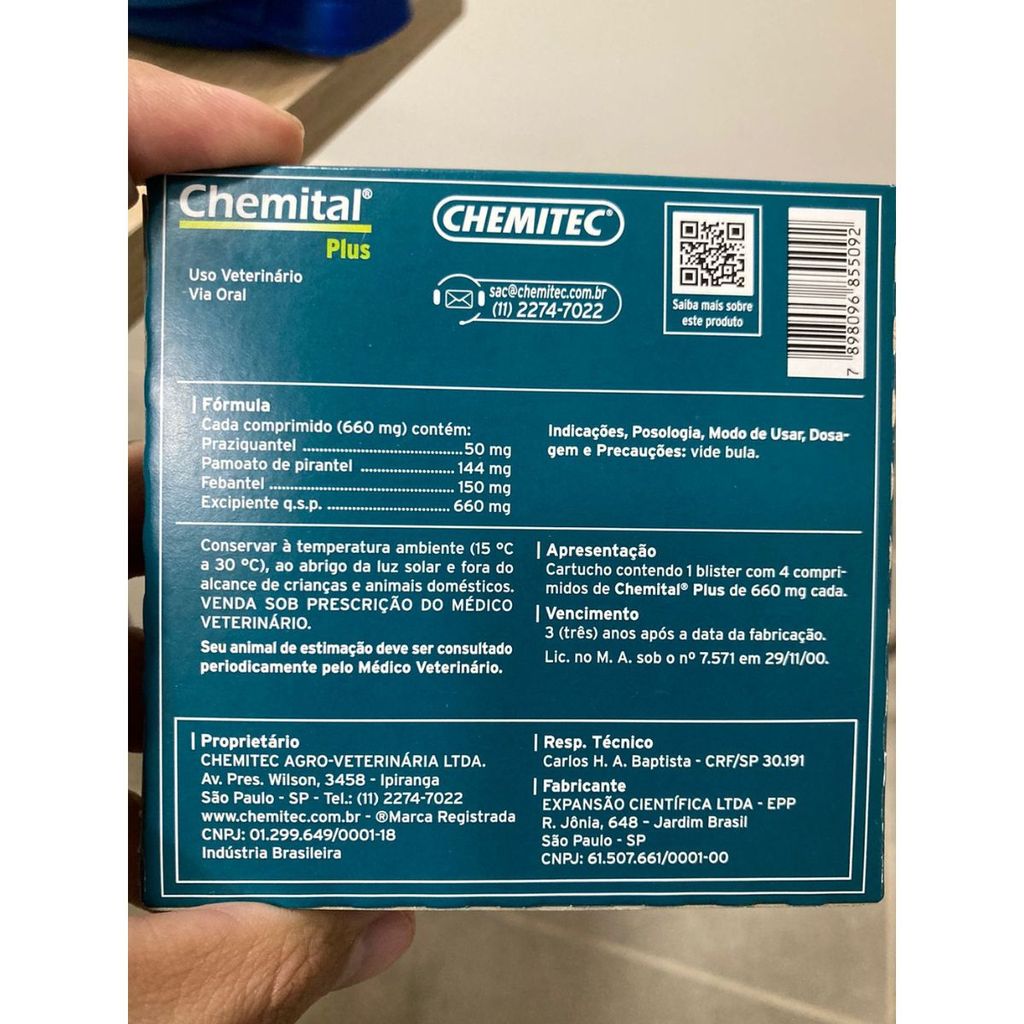 Chemital®
Plus
Uso Veterinário
Via Oral
CHEMITEC®
sac@chemitec.com.br
(11) 2274-7022
Saiba mais sobre
este produto
7 898096 855092
Fórmula
Cada comprimido (660 mg) contém:
Praziquantel ........................................ 50 mg
Pamoato de pirantel ........................ 144 mg
Febantel .............................................. 150 mg
Excipiente q.s.p. ............................... 660 mg
Indicações, Posologia, Modo de Usar, Dosa-
gem e Precauções: vide bula.
Conservar à temperatura ambiente (15 ºC
a 30 ºC), ao abrigo da luz solar e fora do
alcance de crianças e animais domésticos.
VENDA SOB PRESCRIÇÃO DO MÉDICO
VETERINÁRIO.
Seu animal de estimação deve ser consultado
periodicamente pelo Médico Veterinário.
Apresentação
Cartucho contendo 1 blister com 4 compri-
midos de Chemital® Plus de 660 mg cada.
Vencimento
3 (três) anos após a data da fabricação.
Lic. no M. A. sob o nº 7.571 em 29/11/00.
Proprietário
CHEMITEC AGRO-VETERINÁRIA LTDA.
Av. Pres. Wilson, 3458 - Ipiranga
São Paulo - SP - Tel.: (11) 2274-7022
www.chemitec.com.br - ®Marca Registrada
CNPJ: 01.299.649/0001-18
Indústria Brasileira
Resp. Técnico
Carlos H. A. Baptista - CRF/SP 30.191
Fabricante
EXPANSÃO CIENTÍFICA LTDA - EPP
R. Jônia, 648 - Jardim Brasil
São Paulo - SP
CNPJ: 61.507.661/0001-00